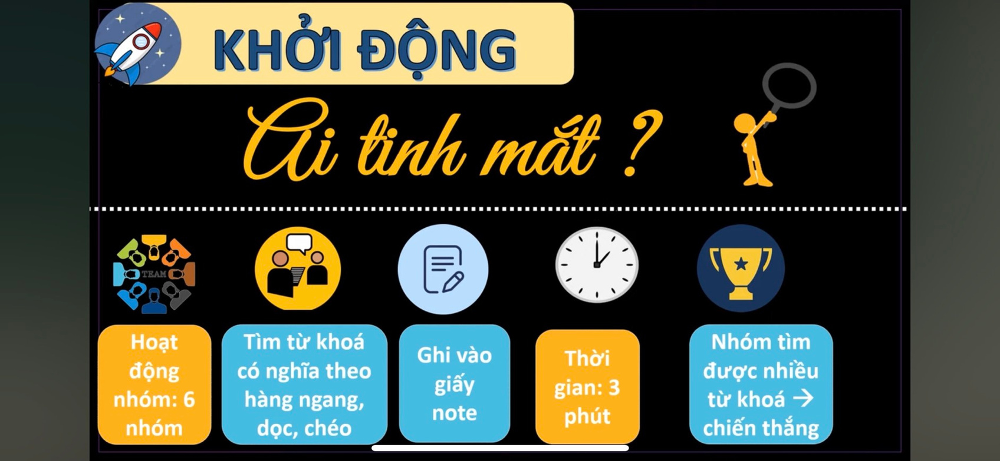 KHỞI ĐỘNG
Ai tinh mắt ?
TEAM
Hoạt
động
nhóm: 6
nhóm
Tìm từ khoá
có nghĩa theo
hàng ngang,
dọc, chéo
Ghi vào
giấy
note
Thời
gian: 3
phút
Nhóm tìm
được nhiều
từ khoá →
chiến thắng